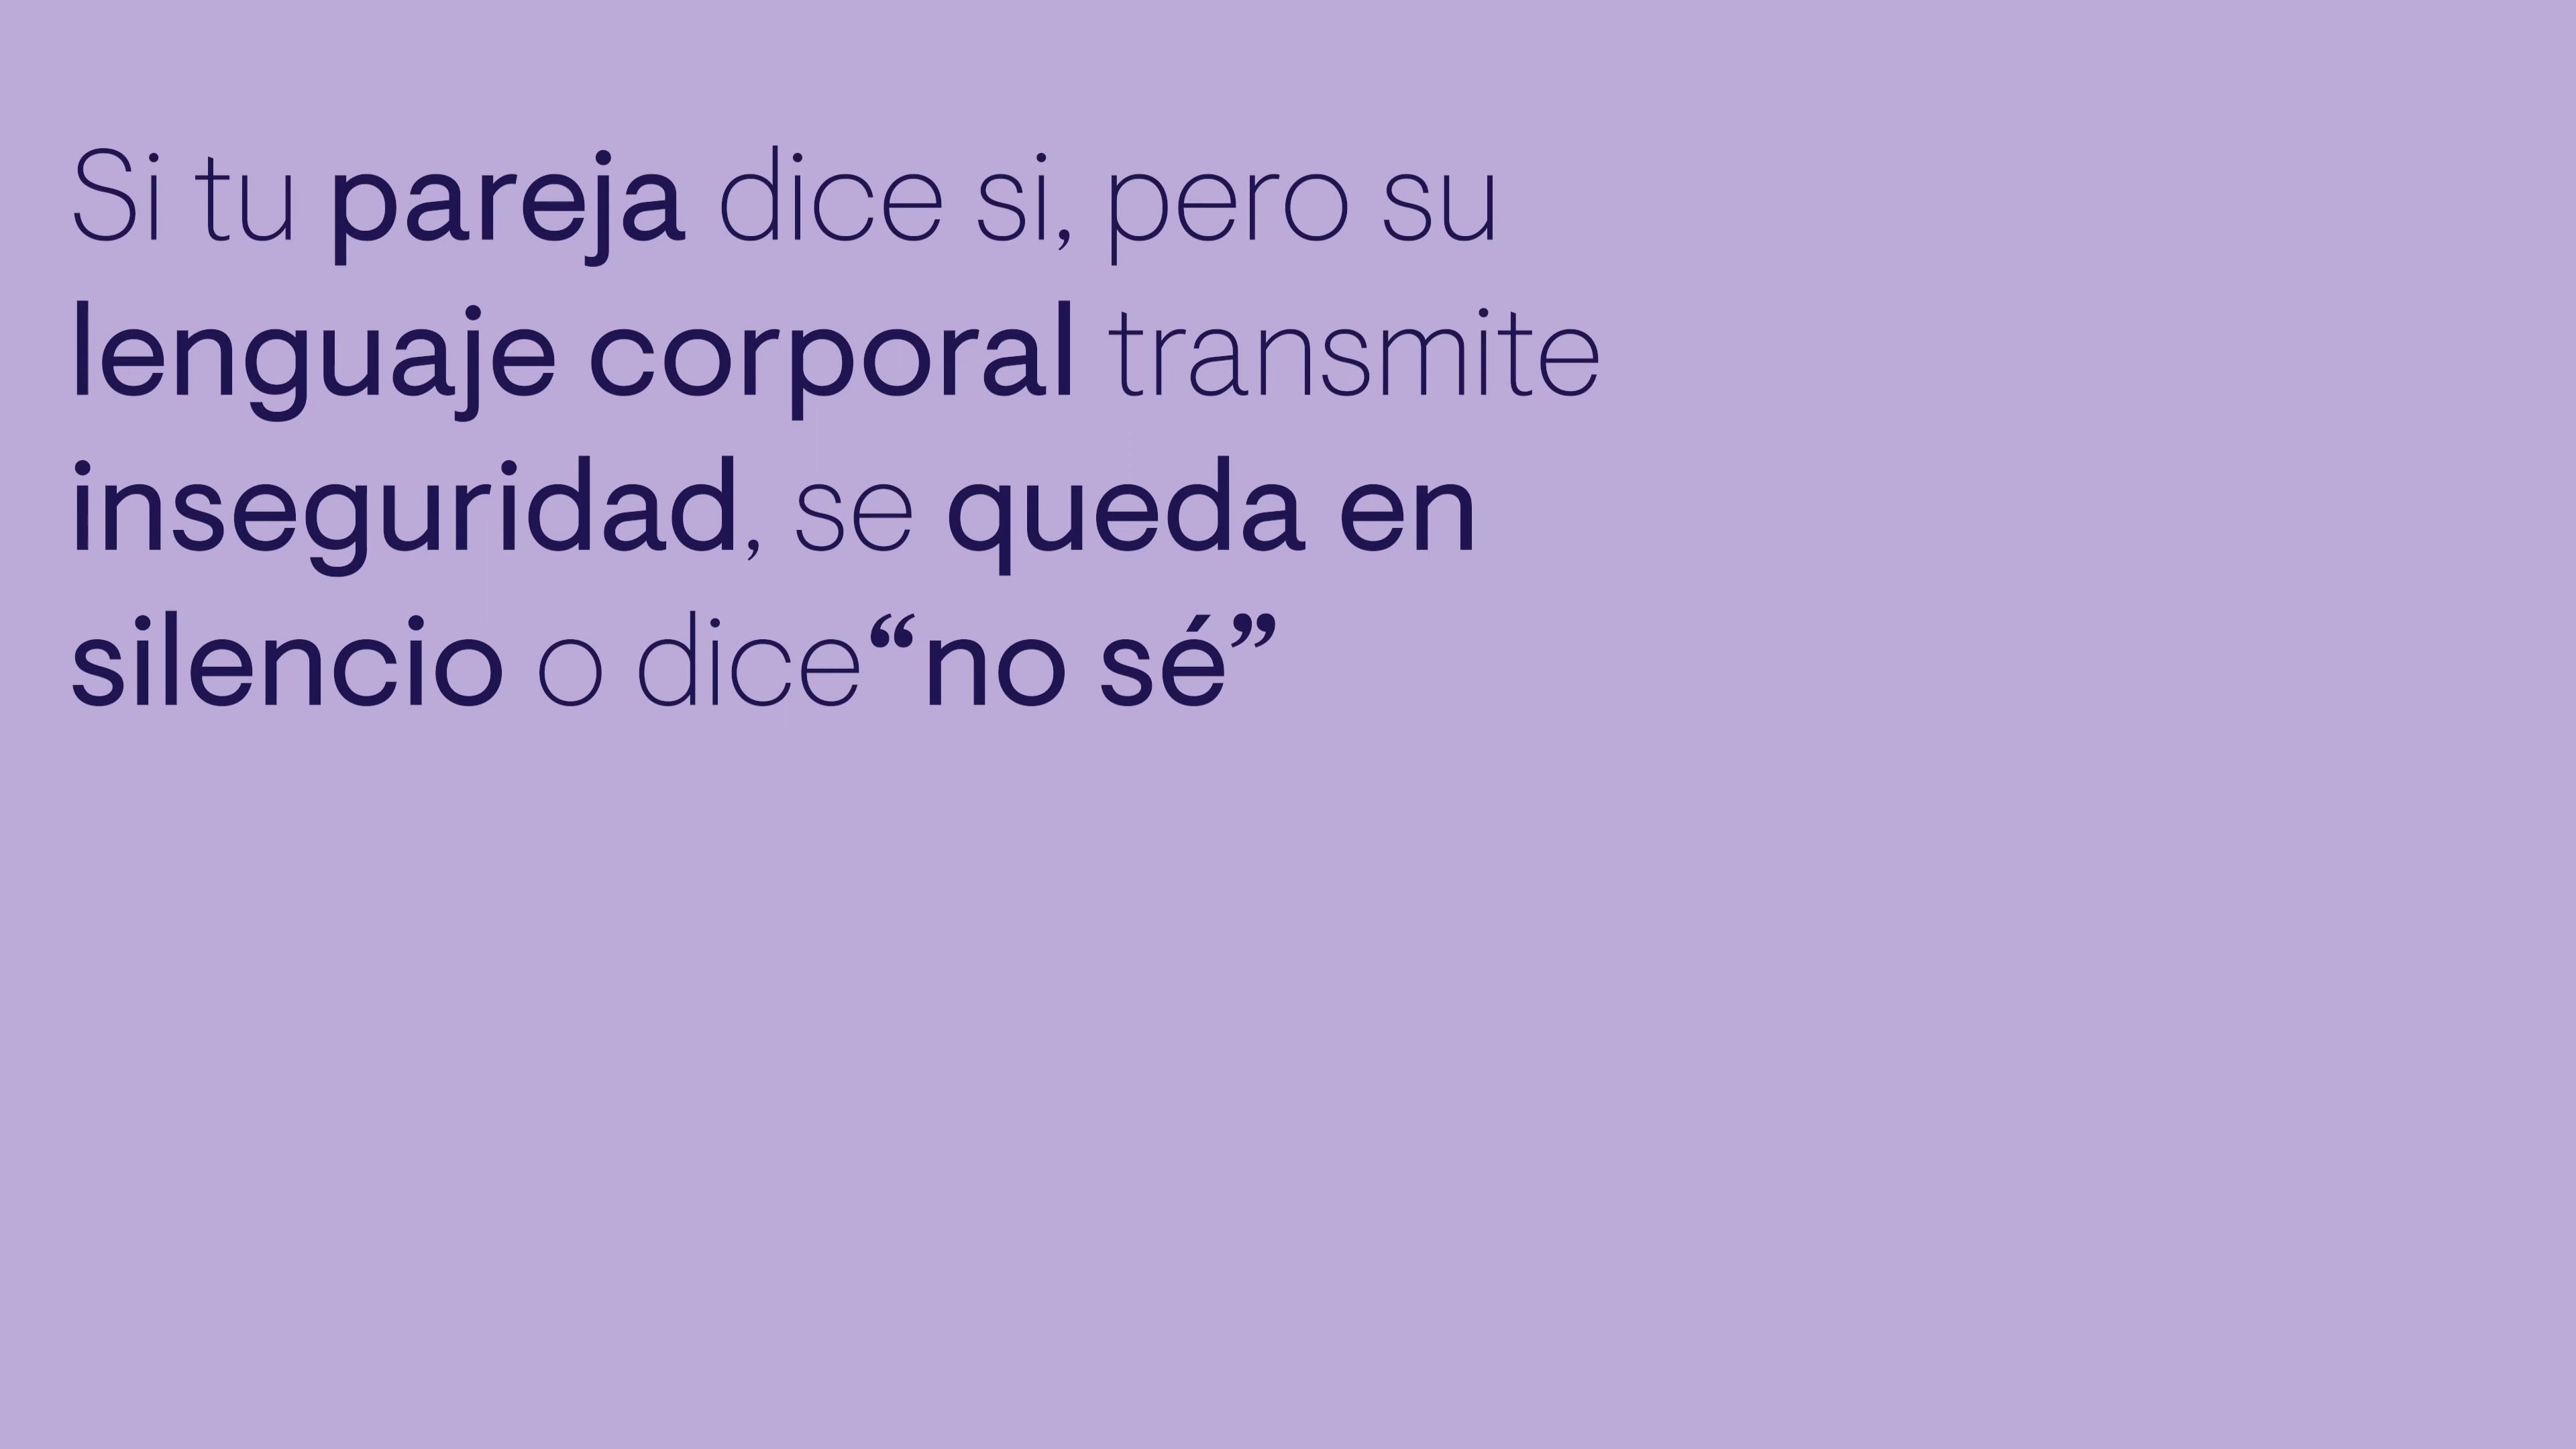 Si tu pareja dice si, pero su
lenguaje corporal transmite
inseguridad, se queda en
silencio o dice“no sé”